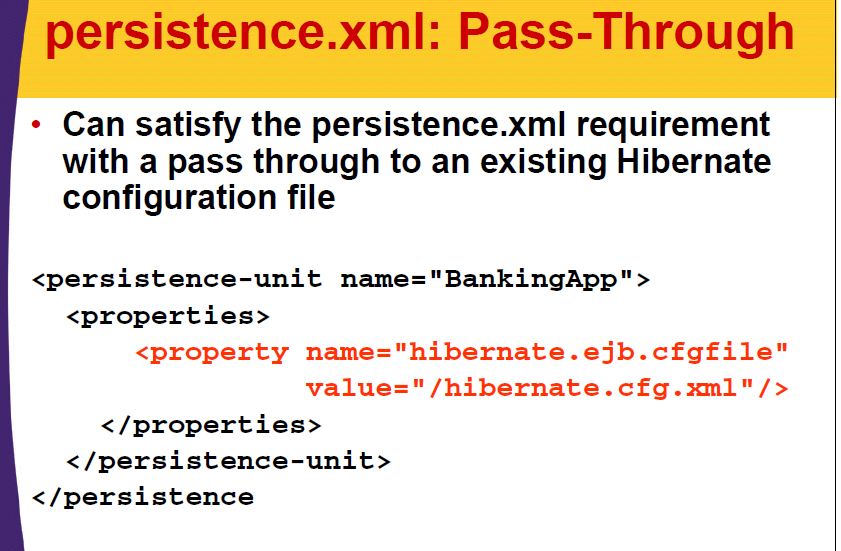 persistence.xml: Pass-Through
• Can satisfy the persistence.xml requirement
with a pass through to an existing Hibernate
configuration file
<persistence-unit name="BankingApp">
<properties>
<property name="hibernate.ejb.cfgfile"
value="/hibernate.cfg.xml"/>
</properties>
</persistence-unit>
</persistence